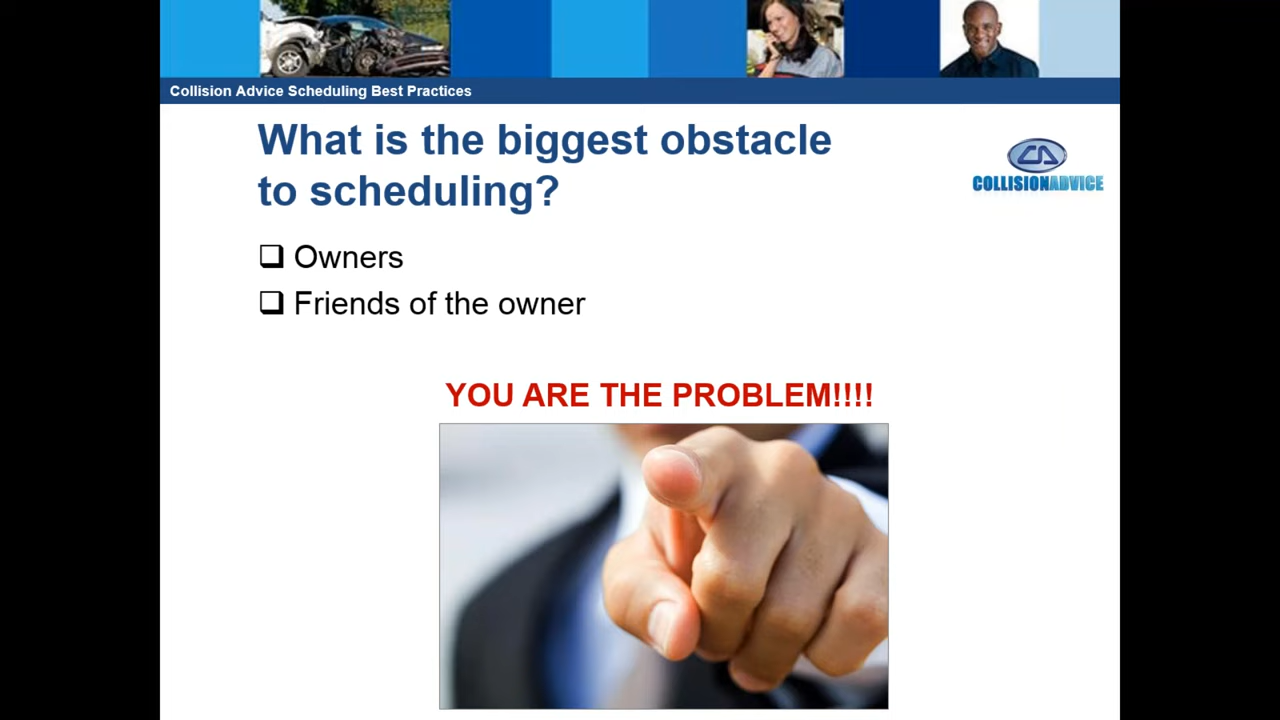 Collision Advice Scheduling Best Practices
What is the biggest obstacle
to scheduling?
COLLISIONADVICE
❑ Owners
❑ Friends of the owner
YOU ARE THE PROBLEM!!!!